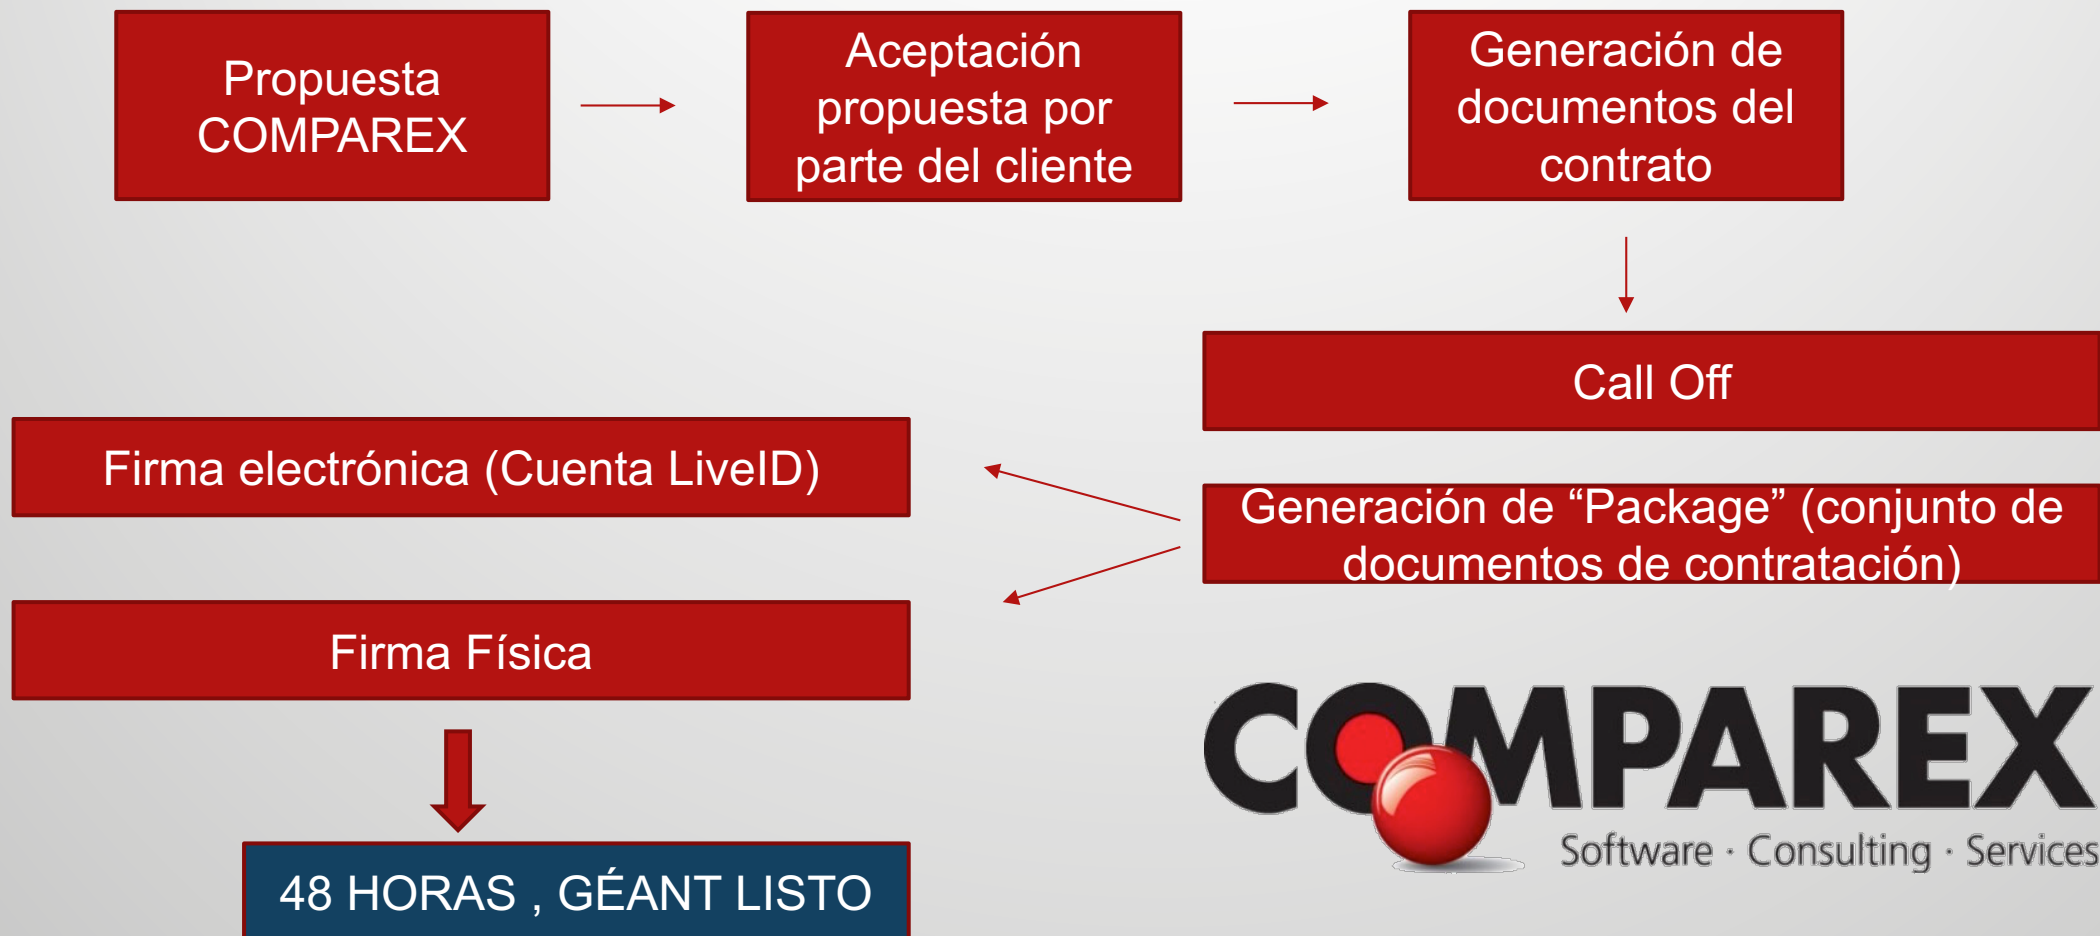 Propuesta
COMPAREX
Aceptación
propuesta por
parte del cliente
Generación de
documentos del
contrato
Call Off
Generación de “Package” (conjunto de
documentos de contratación)
Firma electrónica (Cuenta LiveID)
Firma Física
48 HORAS , GÉANT LISTO
COMPAREX
Software · Consulting · Services